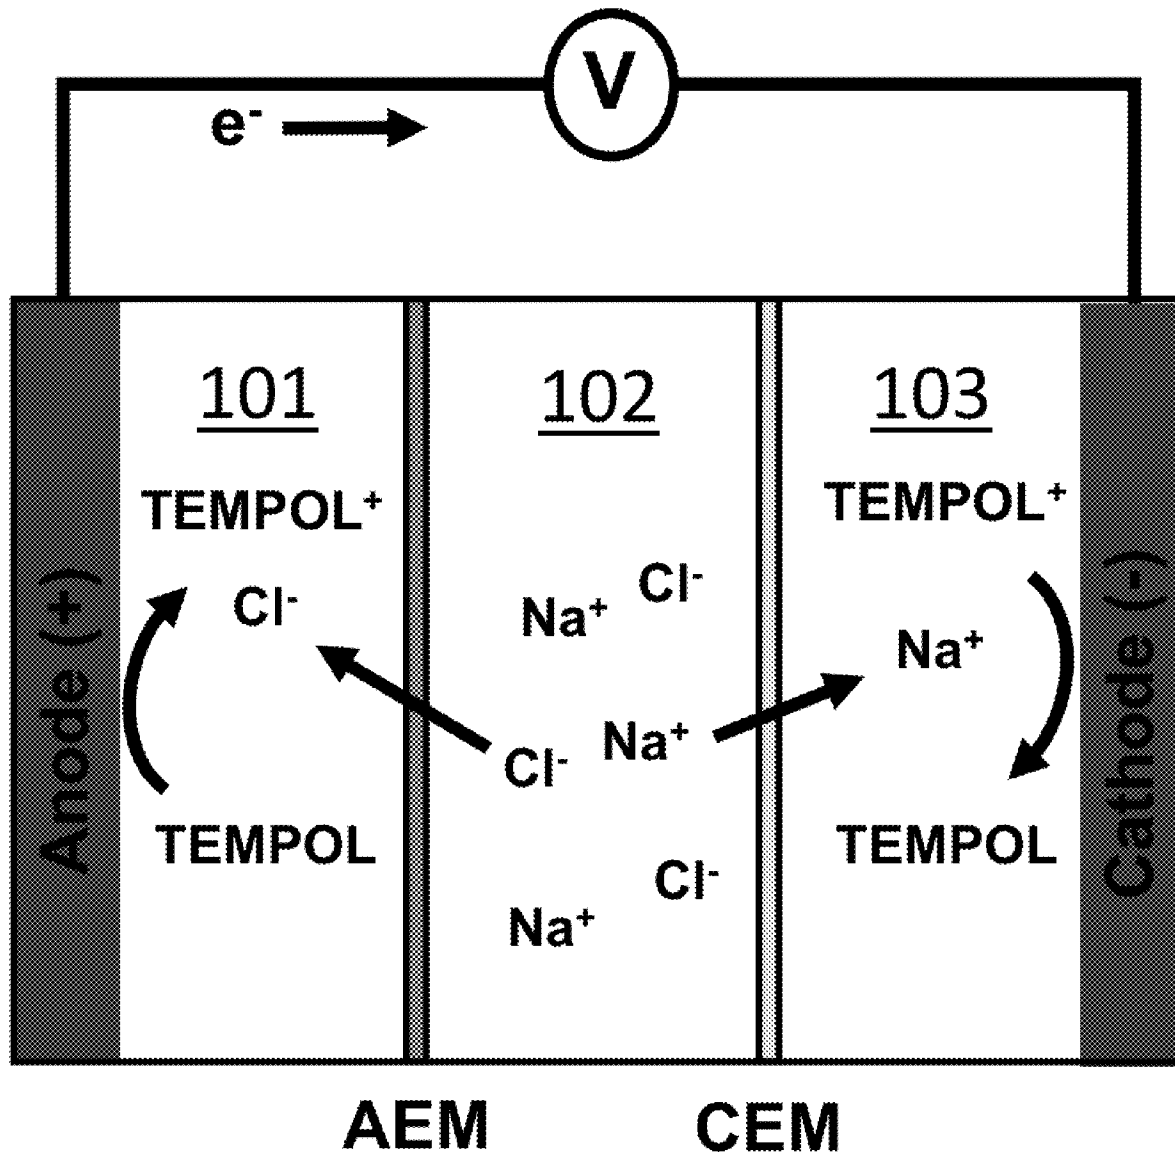 V
e⁻
101
102
103
TEMPOL⁺
TEMPOL⁺
Cl⁻
Na⁺
Cl⁻
Na⁺
Cl⁻
Na⁺
TEMPOL
TEMPOL
Na⁺
Cl⁻
Anode (+)
Cathode (-)
AEM
CEM